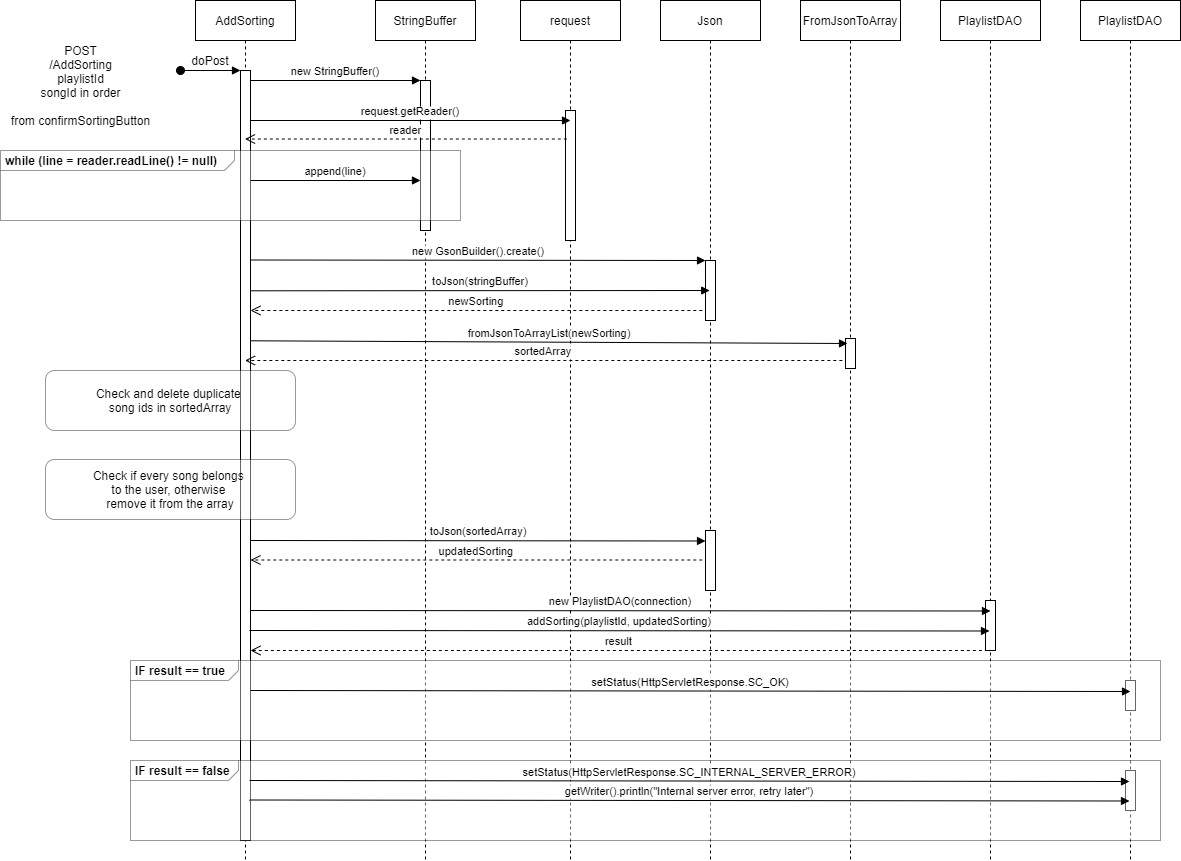 AddSorting
StringBuffer
request
Json
FromJsonToArray
PlaylistDAO
PlaylistDAO
POST
/AddSorting
playlistId
songId in order
from confirmSortingButton
doPost
new StringBuffer()
request.getReader()
reader
while (line = reader.readLine() != null)
append(line)
new GsonBuilder().create()
toJson(stringBuffer)
newSorting
fromJsonToArrayList(newSorting)
sortedArray
Check and delete duplicate
song ids in sortedArray
Check if every song belongs
to the user, otherwise
remove it from the array
toJson(sortedArray)
updatedSorting
new PlaylistDAO(connection)
addSorting(playlistId, updatedSorting)
result
IF result == true
setStatus(HttpServletResponse.SC_OK)
IF result == false
setStatus(HttpServletResponse.SC_INTERNAL_SERVER_ERROR)
getWriter().println("Internal server error, retry later")